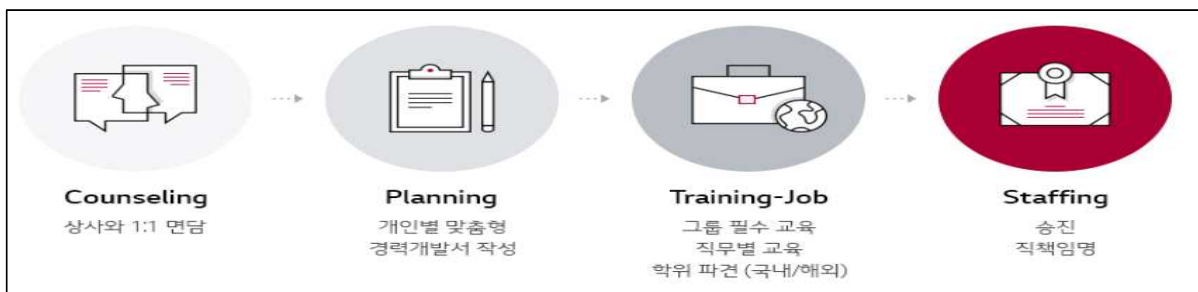 Counseling
상사와 1:1 면담
Planning
개인별 맞춤형
경력개발서 작성
Training-Job
그룹 필수 교육
직무별 교육
학위 파견 (국내/해외)
Staffing
승진
직책임명